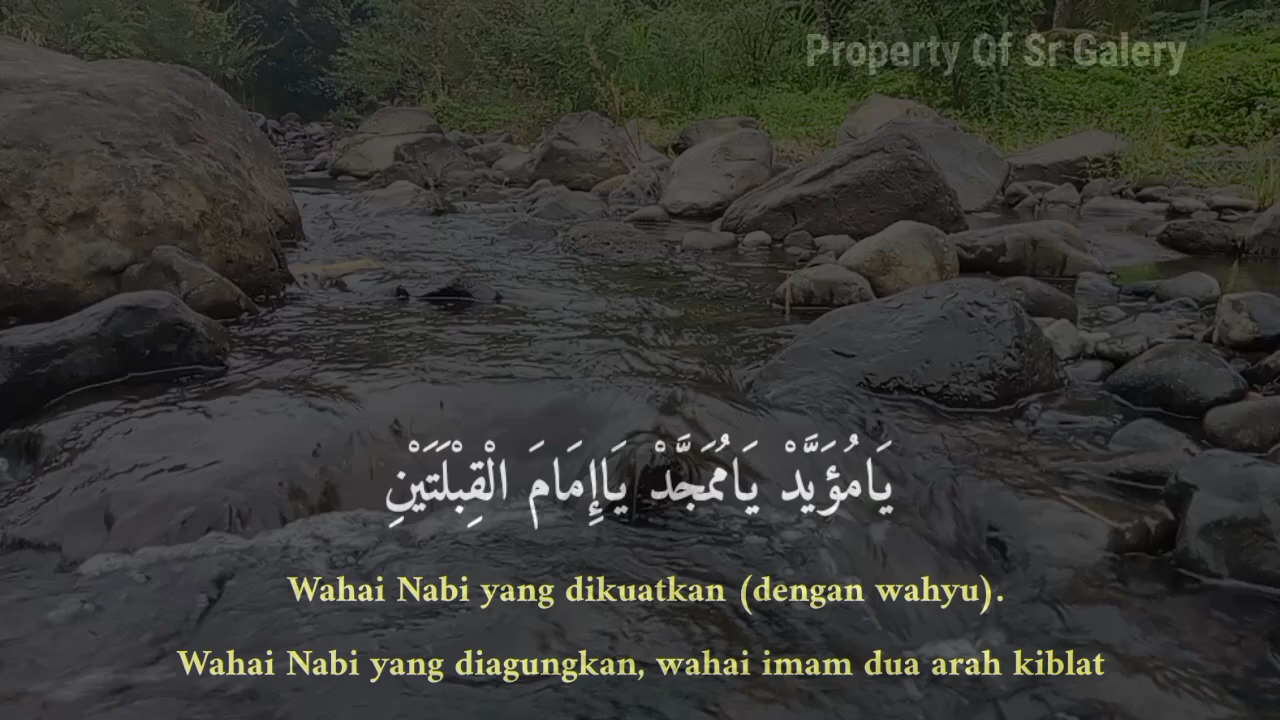 Property Of Sr Galery
يَامُؤَيَّدْ يَامُمَجَّدْ يَاإِمَامَ الْقِبْلَتَيْنِ
Wahai Nabi yang dikuatkan (dengan wahyu).
Wahai Nabi yang diagungkan, wahai imam dua arah kiblat